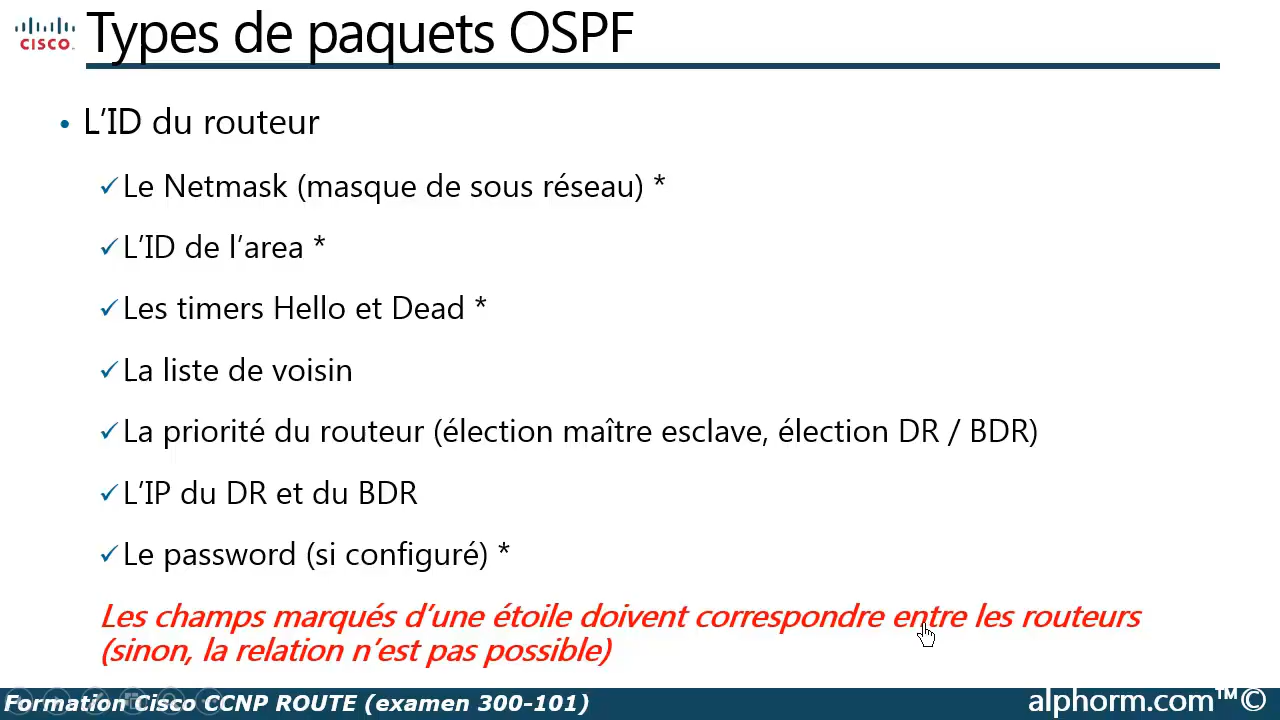 CISCO.
Types de paquets OSPF
• L'ID du routeur
✓Le Netmask (masque de sous réseau) *
✓L'ID de l'area *
✓Les timers Hello et Dead *
✓La liste de voisin
✓La priorité du routeur (élection maître esclave, élection DR / BDR)
✓L'IP du DR et du BDR
✓Le password (si configuré) *
Les champs marqués d'une étoile doivent correspondre entre les routeurs
(sinon, la relation n'est pas possible)
Formation Cisco CCNP ROUTE (examen 300-101)
alphorm.com™©